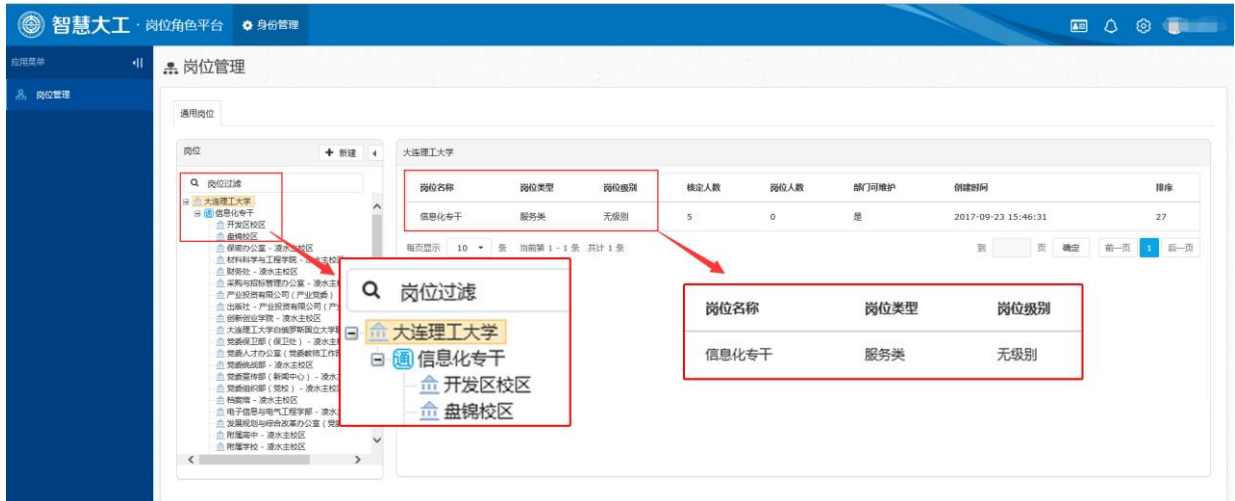 智慧大工·岗位角色平台 身份管理
应用菜单
岗位管理
岗位管理
通用岗位
岗位 + 新建
岗位过滤
大连理工大学
通 信息化专干
开发区校区
盘锦校区
保密办公室 - 凌水主校区
材料科学与工程学院 - 凌水主校区
财务处 - 凌水主校区
采购与招标管理办公室 - 凌水主
产业投资有限公司(产业党委)
出版社 - 产业投资有限公司(产
创新创业学院 - 凌水主校区
大连理工大学白俄罗斯国立大学
党委保卫部(保卫处) - 凌水主
党委人才办公室(党委教师工作
党委统战部 - 凌水主校区
党委宣传部(新闻中心) - 凌水
党委组织部(党校) - 凌水主校
档案馆 - 凌水主校区
电子信息与电气工程学部 - 凌水
发展规划与综合改革办公室(党
附属高中 - 凌水主校区
附属学校 - 凌水主校区
大连理工大学
岗位名称 岗位类型 岗位级别 核定人数 岗位人数 部门可维护 创建时间 排序
信息化专干 服务类 无级别 5 0 是 2017-09-23 15:46:31 27
每页显示 10 条 当前第 1 - 1 条 共计 1 条 到 页 确定 前一页 1 后一页
岗位过滤
大连理工大学
通 信息化专干
开发区校区
盘锦校区
岗位名称 岗位类型 岗位级别
信息化专干 服务类 无级别